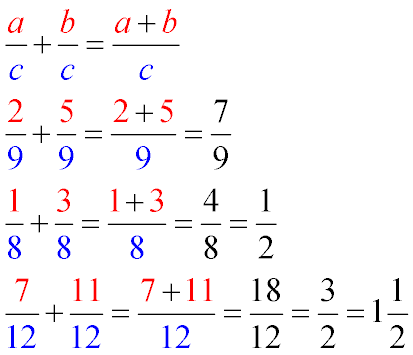 a/c + b/c = (a + b)/c
2/9 + 5/9 = (2 + 5)/9 = 7/9
1/8 + 3/8 = (1 + 3)/8 = 4/8 = 1/2
7/12 + 11/12 = (7 + 11)/12 = 18/12 = 3/2 = 1 1/2